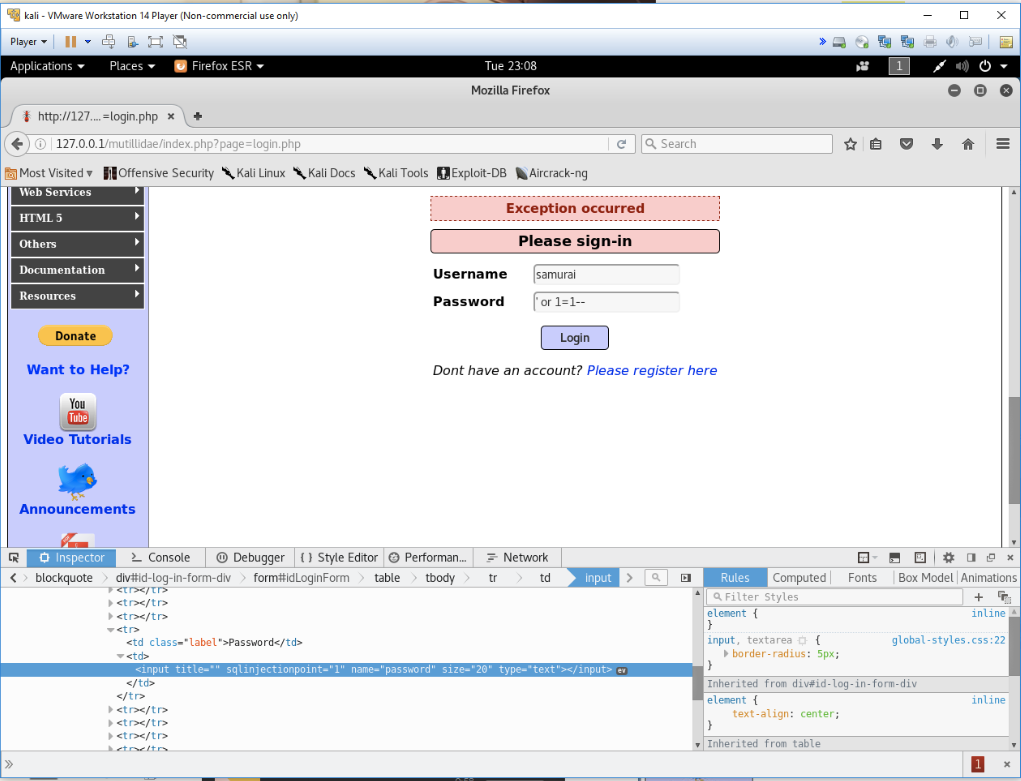 kali - VMware Workstation 14 Player (Non-commercial use only)
Player
Applications Places Firefox ESR Tue 23:08 1
Mozilla Firefox
http://127....=login.php
127.0.0.1/mutillidae/index.php?page=login.php Search
Most Visited Offensive Security Kali Linux Kali Docs Kali Tools Exploit-DB Aircrack-ng
Web Services
HTML 5
Others
Documentation
Resources
Donate
Want to Help?
You
Tube
Video Tutorials
Announcements
Exception occurred
Please sign-in
Username samurai
Password ' or 1=1--
Login
Dont have an account? Please register here
Inspector Console Debugger { } Style Editor Performan... Network
blockquote div#id-log-in-form-div form#idLoginForm table tbody tr td input
<tr></tr>
<tr></tr>
<tr></tr>
<tr>
<td class="label">Password</td>
<td>
<input title="" sqlinjectionpoint="1" name="password" size="20" type="text"></input> ev
</td>
</tr>
<tr></tr>
<tr></tr>
<tr></tr>
<tr></tr>
Rules Computed Fonts Box Model Animations
Filter Styles +
element { inline
}
input, textarea { global-styles.css:22
border-radius: 5px;
}
Inherited from div#id-log-in-form-div
element { inline
text-align: center;
}
Inherited from table
» 1